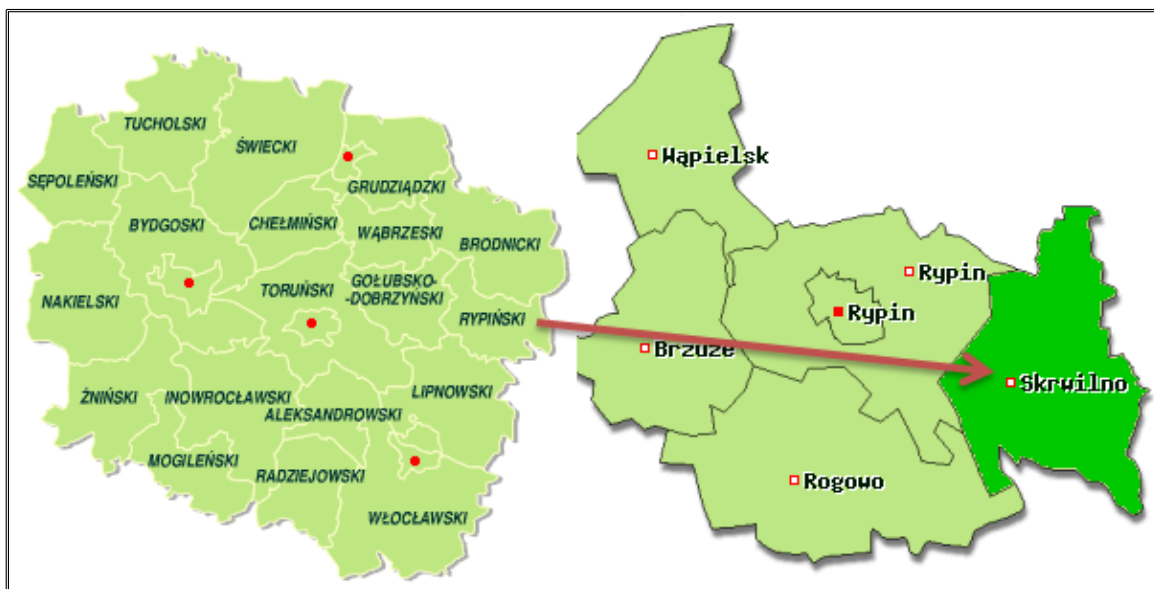 TUCHOLSKI
ŚWIECKI
SĘPOLEŃSKI
GRUDZIĄDZKI
BYDGOSKI
CHEŁMIŃSKI
WĄBRZESKI
BRODNICKI
NAKIELSKI
TORUŃSKI
GOŁUBSKO-
-DOBRZYŃSKI
RYPIŃSKI
ŻNIŃSKI
INOWROCŁAWSKI
ALEKSANDROWSKI
LIPNOWSKI
MOGILEŃSKI
RADZIEJOWSKI
WŁOCŁAWSKI
Wąpielsk
Rypin
Rypin
Brzuze
Skrwilno
Rogowo